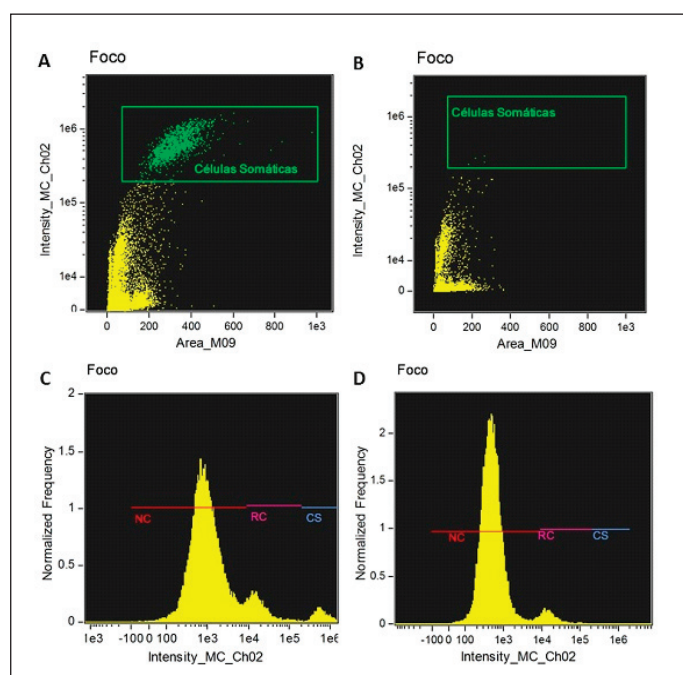 A
Foco
Intensity_MC_Ch02
1e6
1e5
1e4
0
Células Somáticas
0
200
400
600
800
1e3
Area_M09
B
Foco
Intensity_MC_Ch02
1e6
1e5
1e4
0
Células Somáticas
0
200
400
600
800
1e3
Area_M09
C
Foco
Normalized Frequency
2
1.5
1
0.5
0
NC
RC
CS
1e3
-100 0 100
1e3
1e4
1e5
1e6
Intensity_MC_Ch02
D
Foco
Normalized Frequency
2
1.5
1
0.5
0
NC
RC
CS
-100 0 100
1e3
1e4
1e5
1e6
Intensity_MC_Ch02